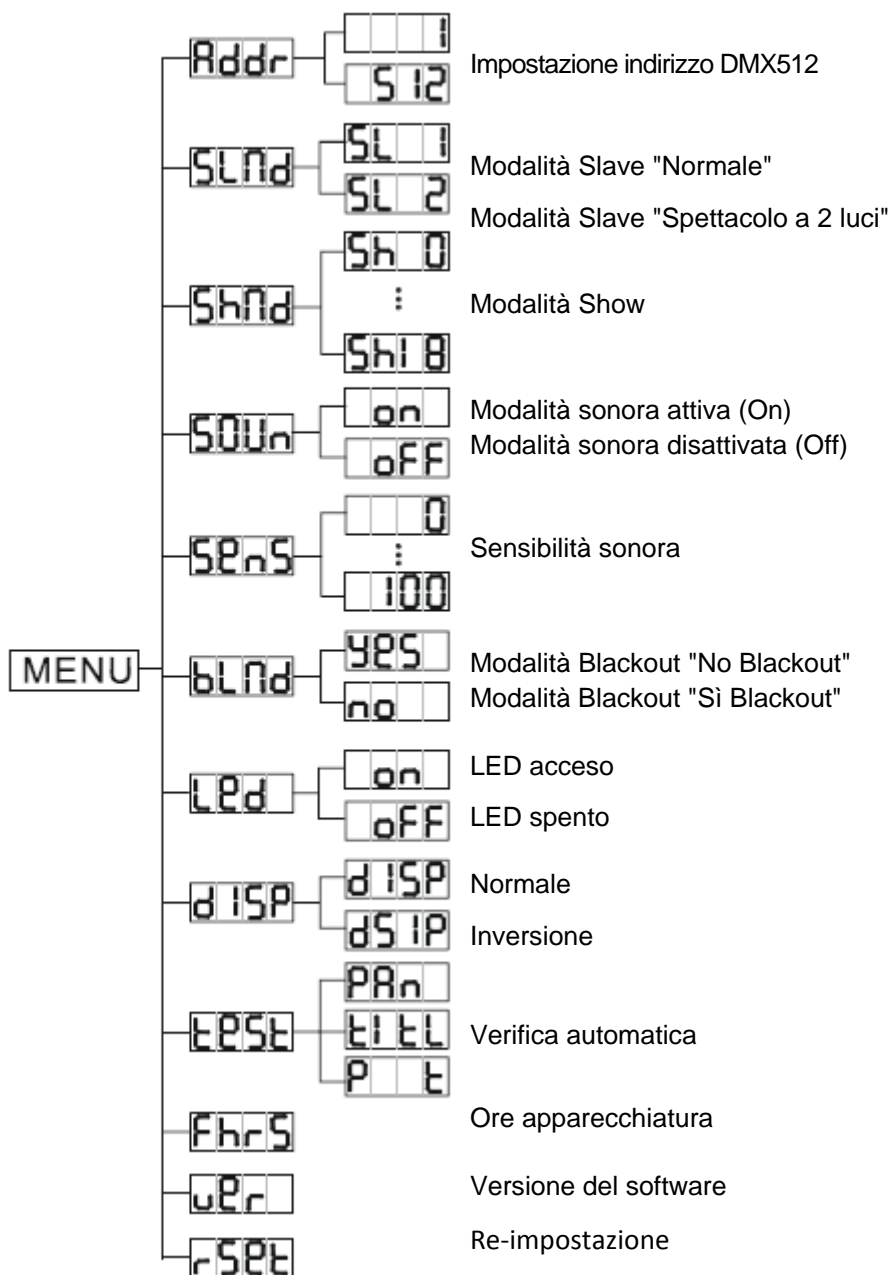 Addr
1
512
Impostazione indirizzo DMX512
SLMd
SL 1
SL 2
Modalità Slave "Normale"
Modalità Slave "Spettacolo a 2 luci"
ShMd
Sh 0
⋮
Sh18
Modalità Show
SOUn
on
oFF
Modalità sonora attiva (On)
Modalità sonora disattivata (Off)
SenS
0
⋮
100
Sensibilità sonora
MENU
bLMd
yes
no
Modalità Blackout "No Blackout"
Modalità Blackout "Sì Blackout"
Led
on
oFF
LED acceso
LED spento
dISP
dISP
dSIP
Normale
Inversione
teSt
PAn
tItL
P t
Verifica automatica
FhrS
Ore apparecchiatura
ver
Versione del software
rSet
Re-impostazione